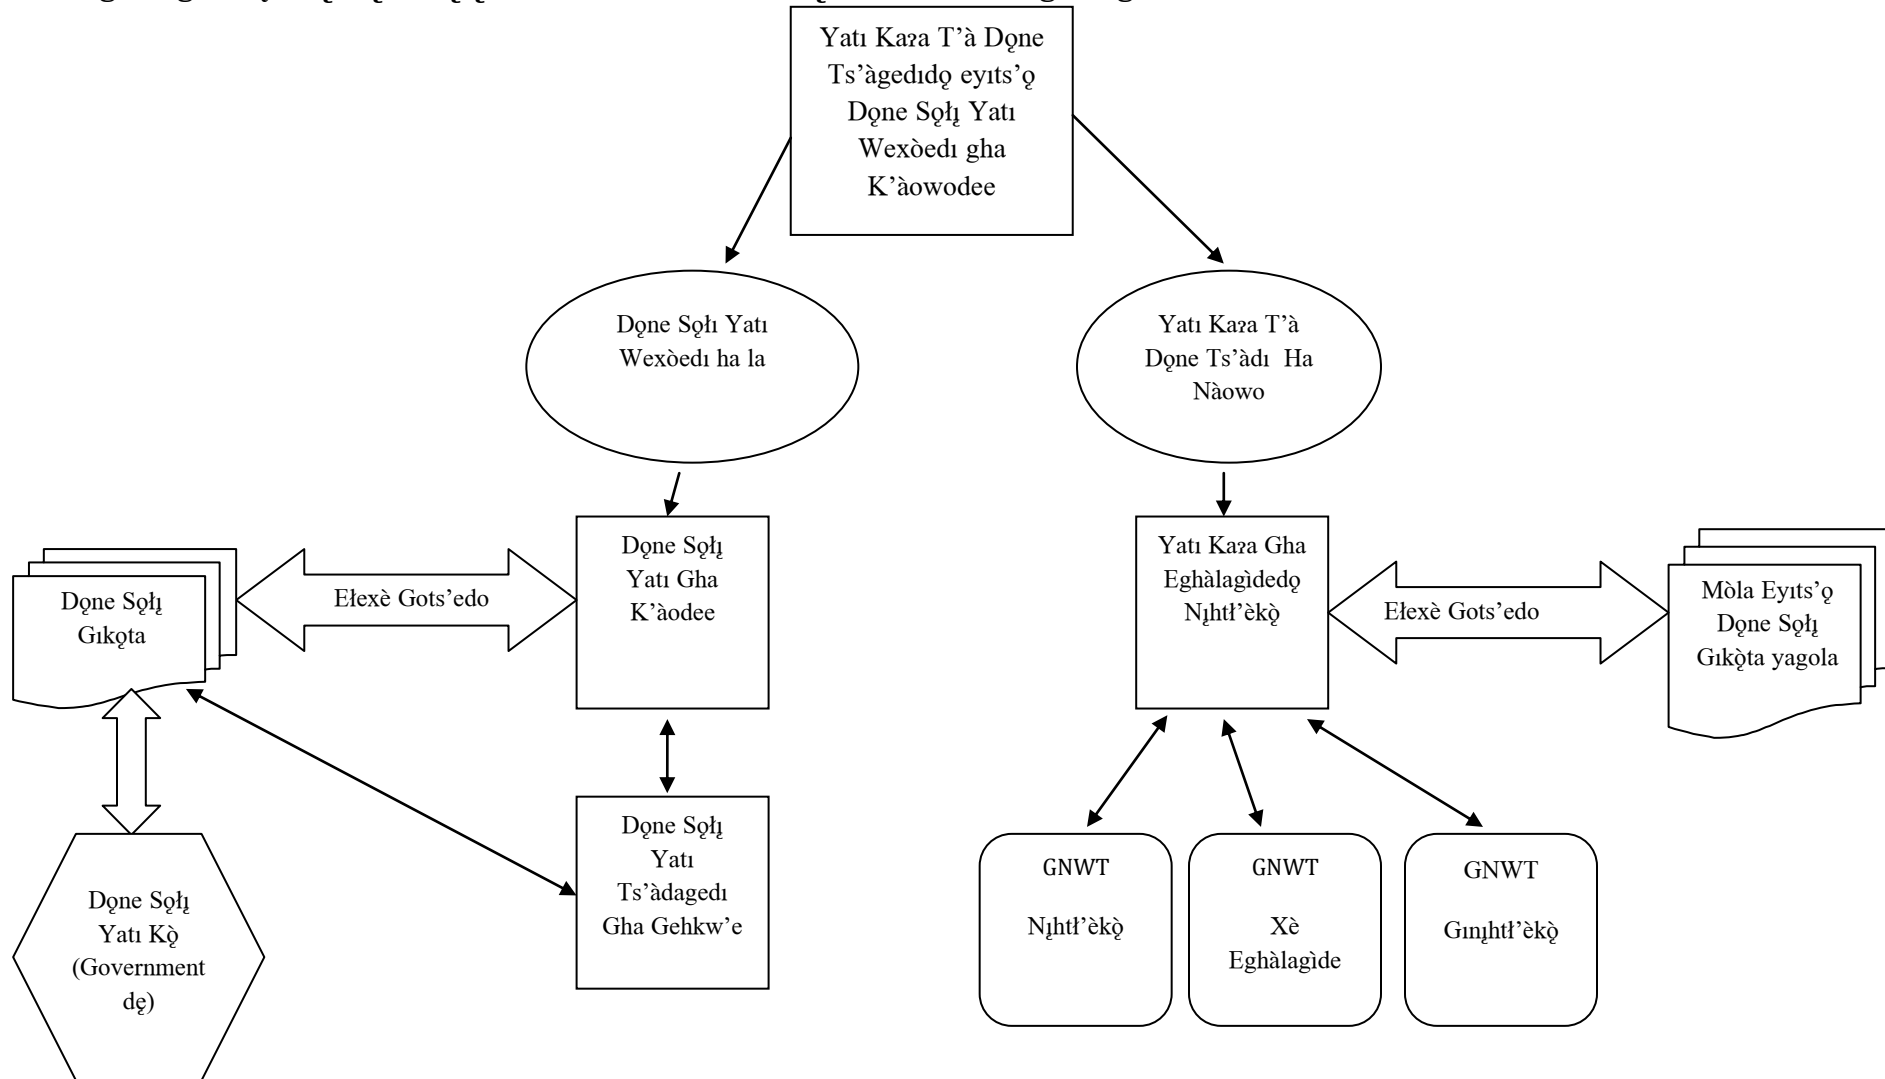 Yatı Kaɂa T’à Dǫne
Ts’àgedıdǫ eyıts’ǫ
Dǫne Sǫłı̨ Yatı
Wexòedı gha
K’àowodee
Dǫne Sǫłı Yatı
Wexòedı ha la
Yatı Kaɂa T’à
Dǫne Ts’àdı Ha
Nàowo
Dǫne Sǫłı̨
Gıkǫta
Ełexè Gots’edo
Dǫne Sǫłı̨
Yatı Gha
K’àodee
Yatı Kaɂa Gha
Eghàlagìdedǫ
Nı̨htł’èkǫ̀
Ełexè Gots’edo
Mòla Eyıts’ǫ
Dǫne Sǫłı̨
Gıkǫ̀ta yagola
Dǫne Sǫłı̨
Yatı Kǫ̀
(Government
dę)
Dǫne Sǫłı̨
Yatı
Ts’àdagedı
Gha Gehkw’e
GNWT
Nı̨htł’èkǫ̀
GNWT
Xè
Eghàlagìde
GNWT
Gını̨htł’èkǫ̀